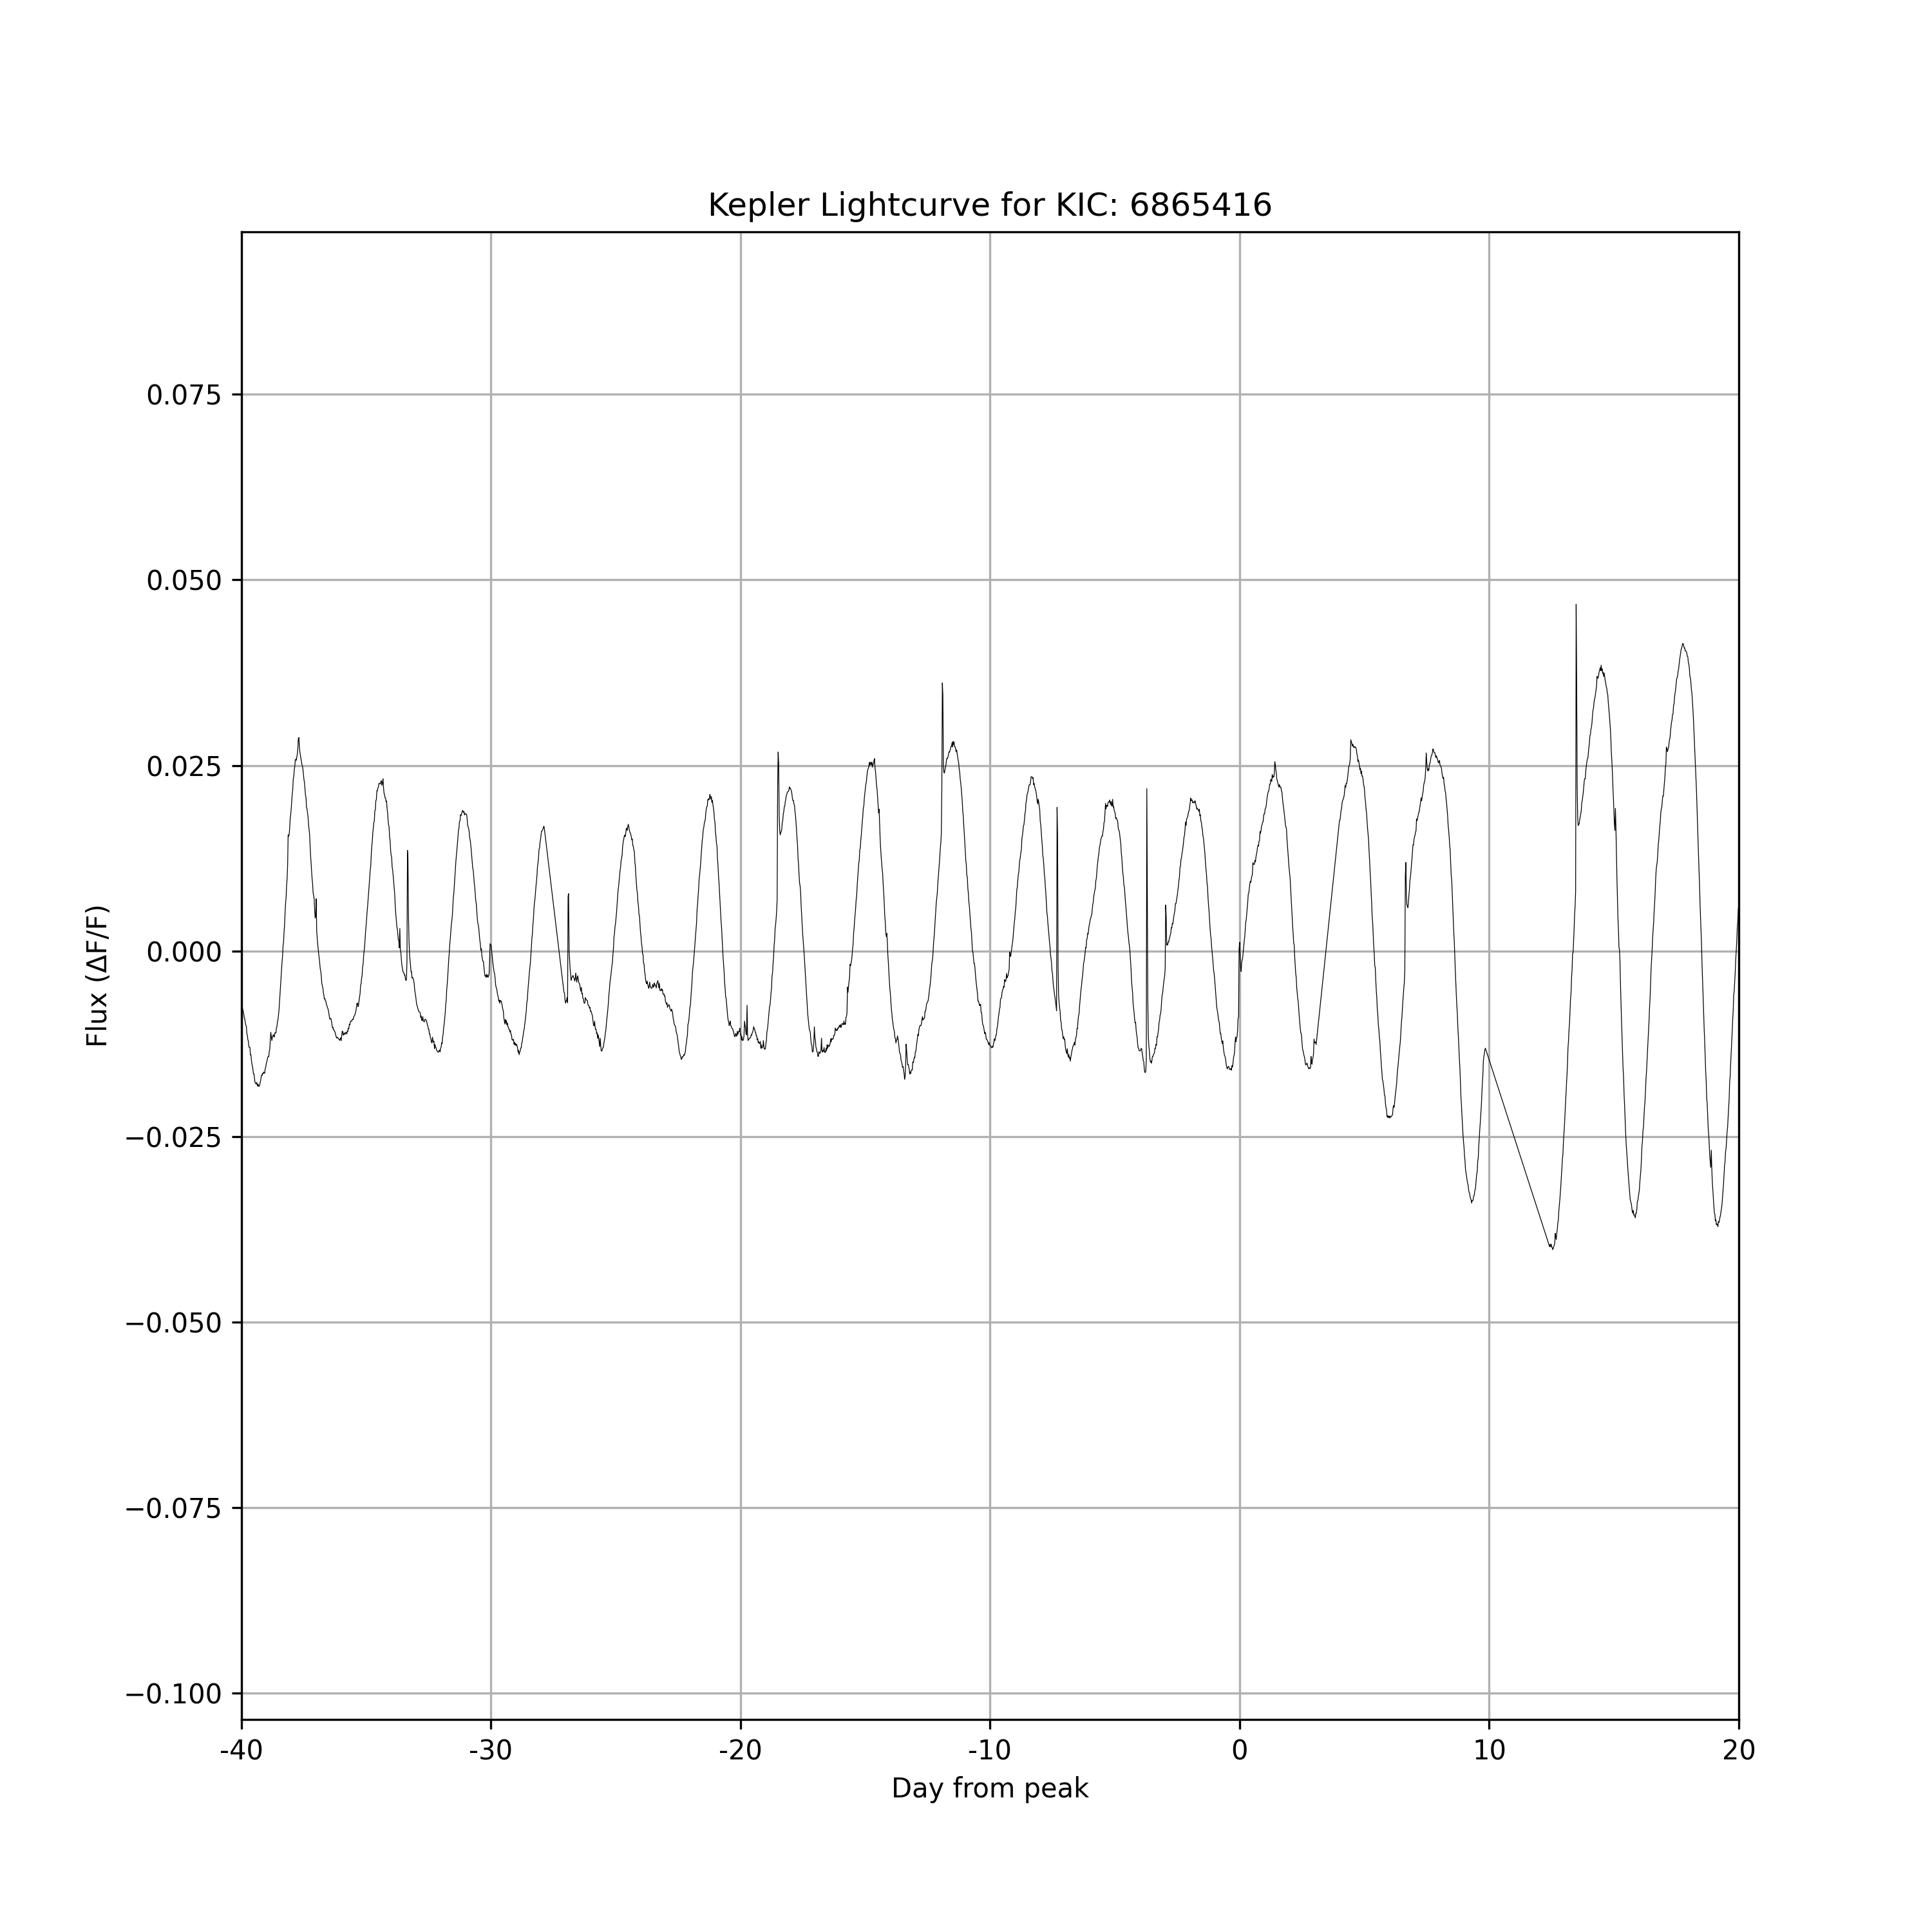 Kepler Lightcurve for KIC: 6865416
0.075
0.050
0.025
0.000
−0.025
−0.050
−0.075
−0.100
Flux (ΔF/F)
-40 -30 -20 -10 0 10 20
Day from peak